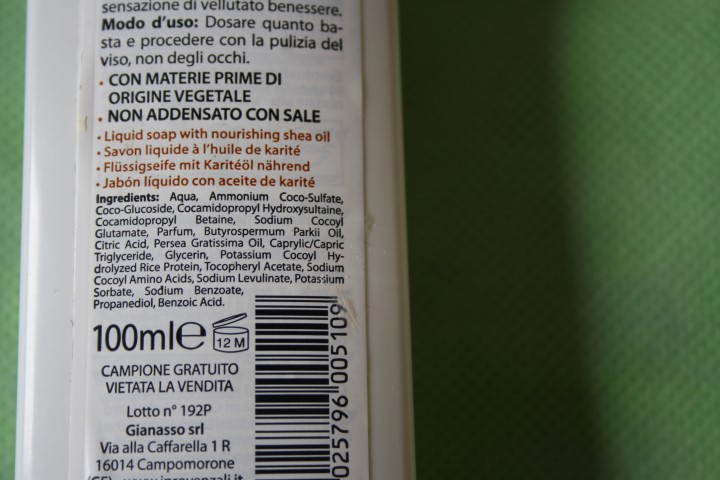 sensazione di vellutato benessere.
Modo d'uso: Dosare quanto ba-
sta e procedere con la pulizia del
viso, non degli occhi.
• CON MATERIE PRIME DI
ORIGINE VEGETALE
• NON ADDENSATO CON SALE
• Liquid soap with nourishing shea oil
• Savon liquide à l'huile de karité
• Flüssigseife mit Karitéöl nährend
• Jabón líquido con aceite de karité
Ingredients: Aqua, Ammonium Coco-Sulfate,
Coco-Glucoside, Cocamidopropyl Hydroxysultaine,
Cocamidopropyl Betaine, Sodium Cocoyl
Glutamate, Parfum, Butyrospermum Parkii Oil,
Citric Acid, Persea Gratissima Oil, Caprylic/Capric
Triglyceride, Glycerin, Potassium Cocoyl Hy-
drolyzed Rice Protein, Tocopheryl Acetate, Sodium
Cocoyl Amino Acids, Sodium Levulinate, Potassium
Sorbate, Sodium Benzoate,
Propanediol, Benzoic Acid.
100ml℮ 12 M
CAMPIONE GRATUITO
VIETATA LA VENDITA
Lotto n° 192P
Gianasso srl
Via alla Caffarella 1 R
16014 Campomorone
025796 005109